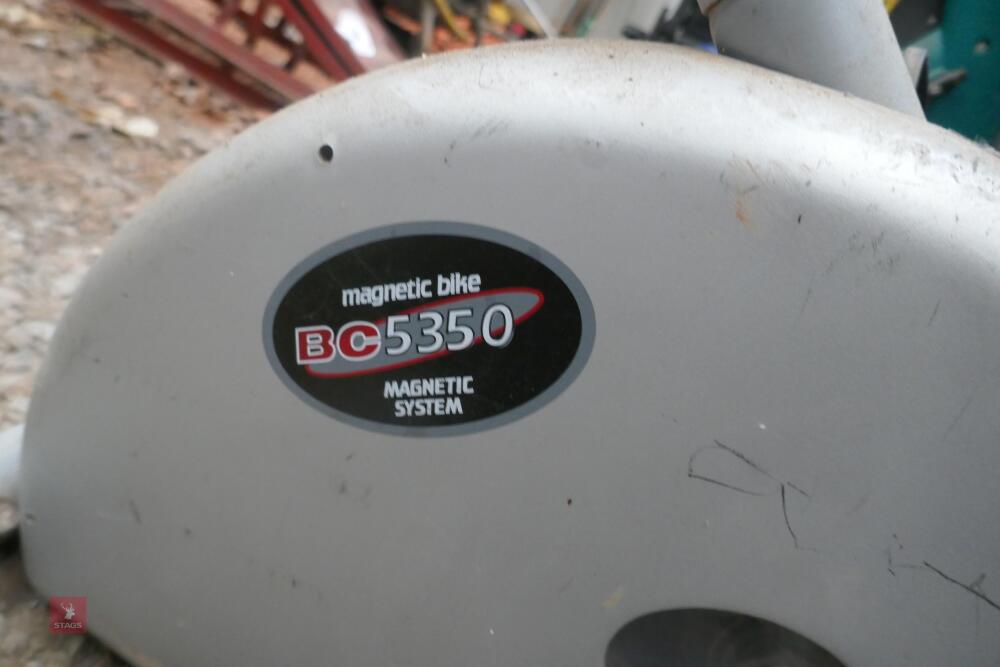 magnetic bike
BC5350
MAGNETIC
SYSTEM
STAGS